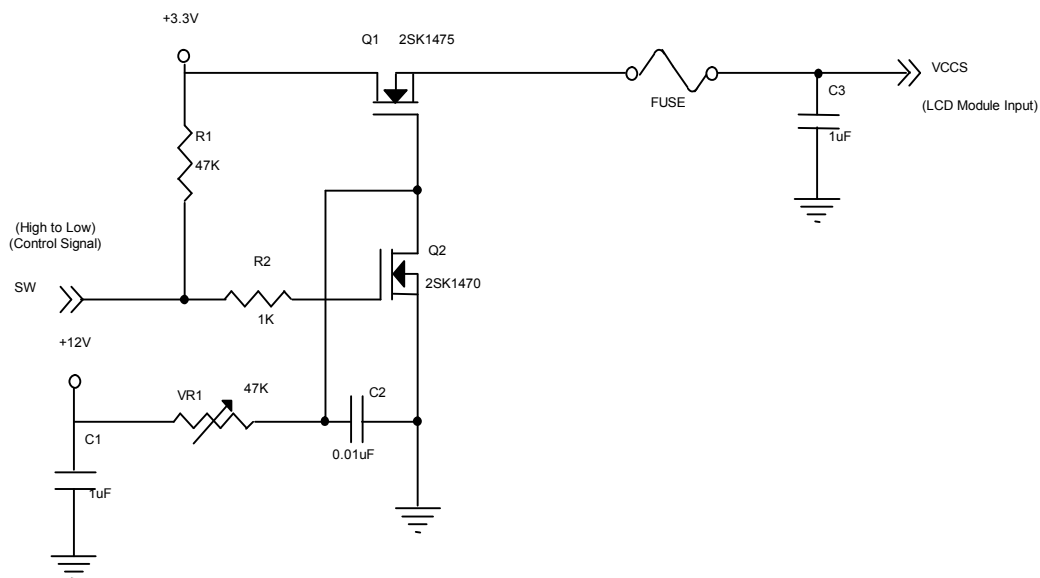 +3.3V
Q1 2SK1475
VCCS
FUSE
C3
(LCD Module Input)
1uF
R1
47K
(High to Low)
(Control Signal)
Q2
R2
2SK1470
SW
1K
+12V
VR1
47K
C2
C1
0.01uF
1uF